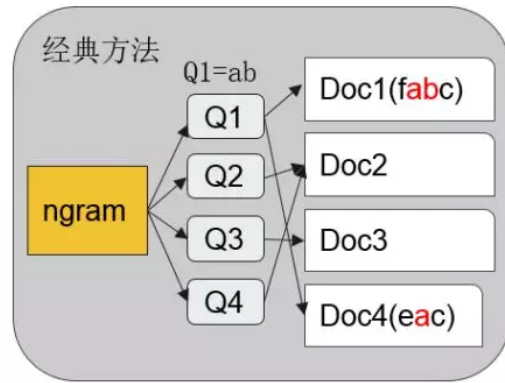 经典方法
Q1=ab
ngram
Q1
Q2
Q3
Q4
Doc1(fabc)
Doc2
Doc3
Doc4(eac)